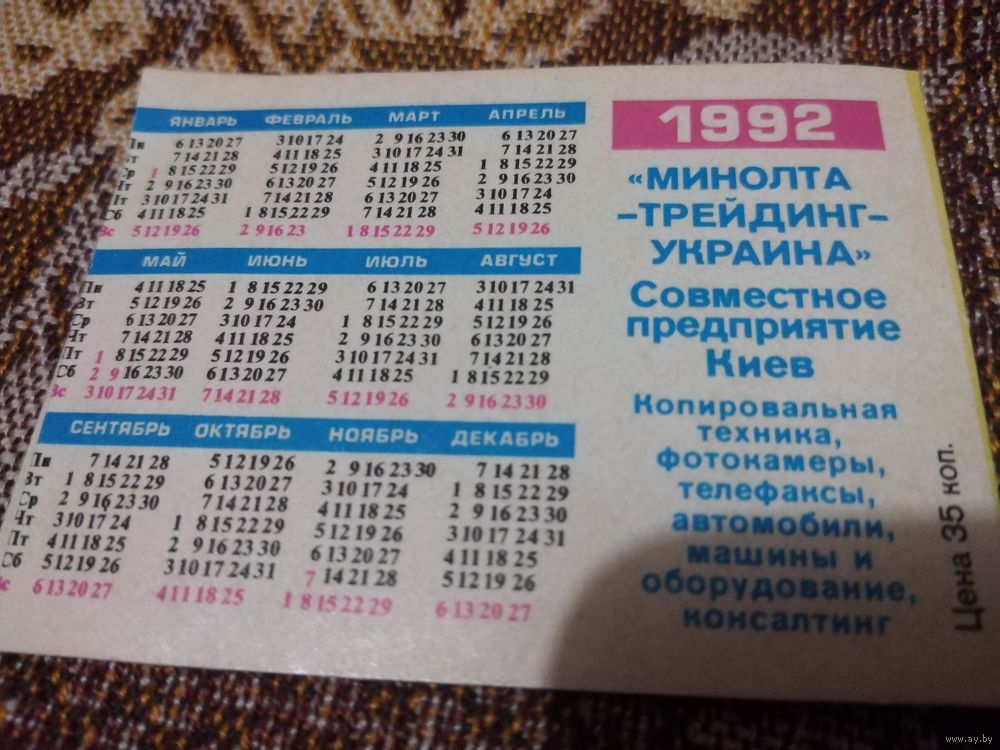 ЯНВАРЬ ФЕВРАЛЬ МАРТ АПРЕЛЬ
Пн 6 13 20 27 3 10 17 24 2 9 16 23 30 6 13 20 27
Вт 7 14 21 28 4 11 18 25 3 10 17 24 31 7 14 21 28
Ср 1 8 15 22 29 5 12 19 26 4 11 18 25 1 8 15 22 29
Чт 2 9 16 23 30 6 13 20 27 5 12 19 26 2 9 16 23 30
Пт 3 10 17 24 31 7 14 21 28 6 13 20 27 3 10 17 24
Сб 4 11 18 25 1 8 15 22 29 7 14 21 28 4 11 18 25
Вс 5 12 19 26 2 9 16 23 1 8 15 22 29 5 12 19 26
МАЙ ИЮНЬ ИЮЛЬ АВГУСТ
Пн 4 11 18 25 1 8 15 22 29 6 13 20 27 3 10 17 24 31
Вт 5 12 19 26 2 9 16 23 30 7 14 21 28 4 11 18 25
Ср 6 13 20 27 3 10 17 24 1 8 15 22 29 5 12 19 26
Чт 7 14 21 28 4 11 18 25 2 9 16 23 30 6 13 20 27
Пт 1 8 15 22 29 5 12 19 26 3 10 17 24 31 7 14 21 28
Сб 2 9 16 23 30 6 13 20 27 4 11 18 25 1 8 15 22 29
Вс 3 10 17 24 31 7 14 21 28 5 12 19 26 2 9 16 23 30
СЕНТЯБРЬ ОКТЯБРЬ НОЯБРЬ ДЕКАБРЬ
Пн 7 14 21 28 5 12 19 26 2 9 16 23 30 7 14 21 28
Вт 1 8 15 22 29 6 13 20 27 3 10 17 24 1 8 15 22 29
Ср 2 9 16 23 30 7 14 21 28 4 11 18 25 2 9 16 23 30
Чт 3 10 17 24 1 8 15 22 29 5 12 19 26 3 10 17 24 31
Пт 4 11 18 25 2 9 16 23 30 6 13 20 27 4 11 18 25
Сб 5 12 19 26 3 10 17 24 31 7 14 21 28 5 12 19 26
Вс 6 13 20 27 4 11 18 25 1 8 15 22 29 6 13 20 27
1992
«МИНОЛТА
–ТРЕЙДИНГ–
УКРАИНА»
Совместное
предприятие
Киев
Копировальная
техника,
фотокамеры,
телефаксы,
автомобили,
машины и
оборудование,
консалтинг
Цена 35 коп.
www.ay.by